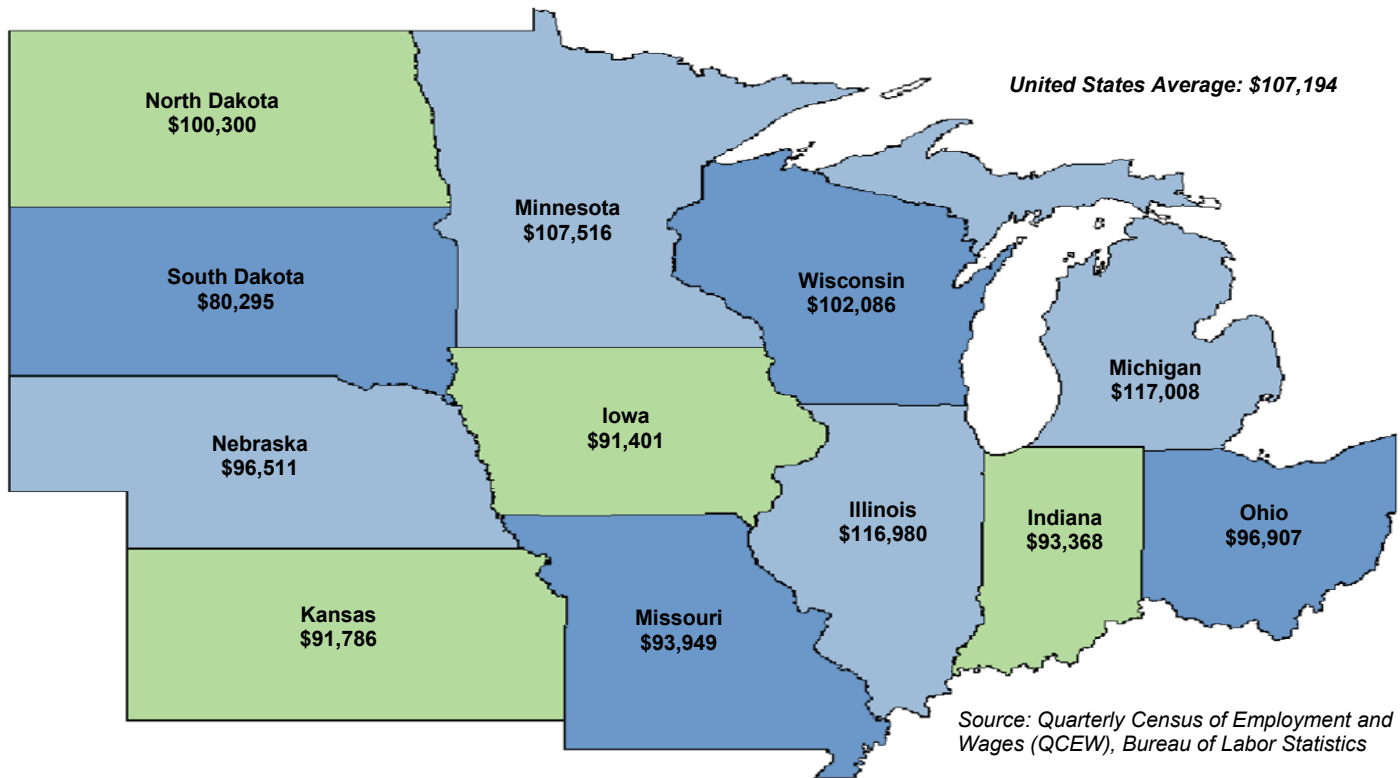 United States Average: $107,194
North Dakota
$100,300
Minnesota
$107,516
South Dakota
$80,295
Wisconsin
$102,086
Michigan
$117,008
Nebraska
$96,511
Iowa
$91,401
Illinois
$116,980
Indiana
$93,368
Ohio
$96,907
Kansas
$91,786
Missouri
$93,949
Source: Quarterly Census of Employment and
Wages (QCEW), Bureau of Labor Statistics